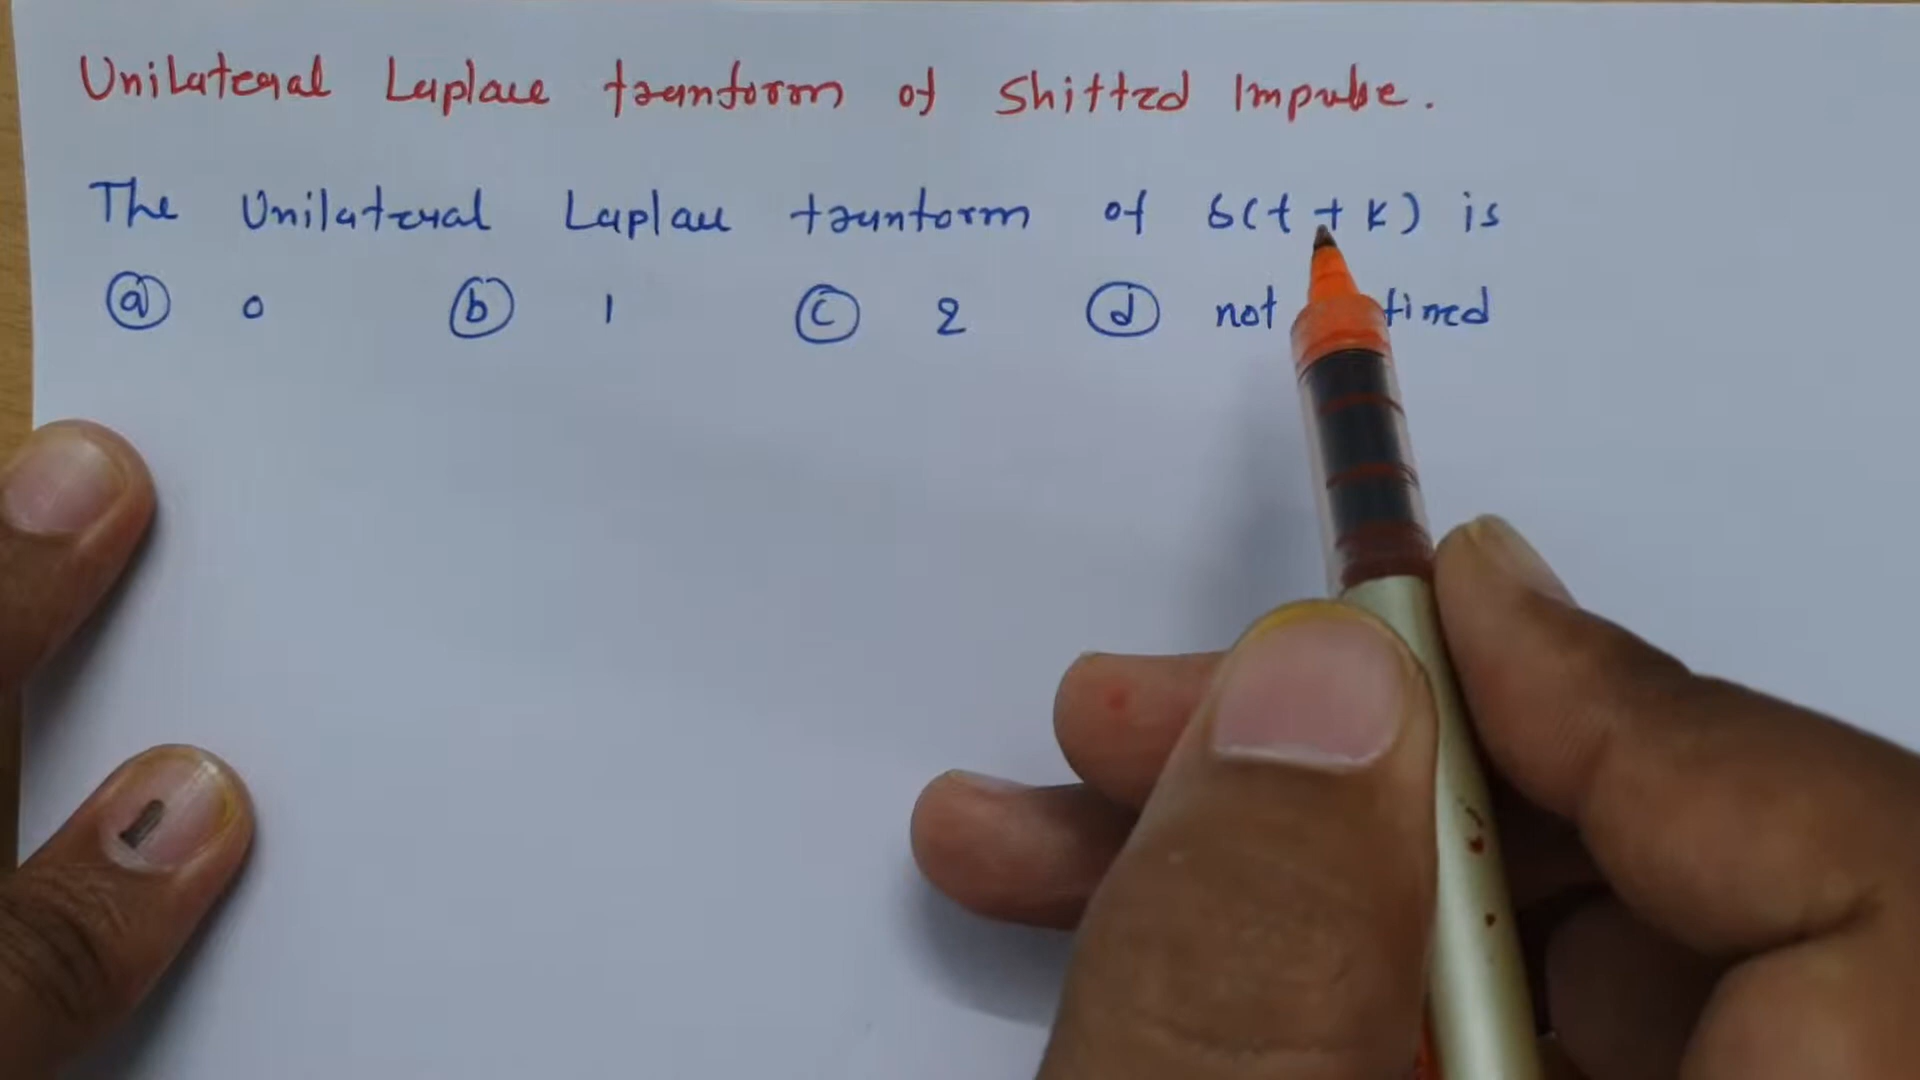 Unilateral Laplace transform of Shifted Impulse.
The Unilateral Laplace transform of δ(t + k) is
(a) 0 (b) 1 (c) 2 (d) not